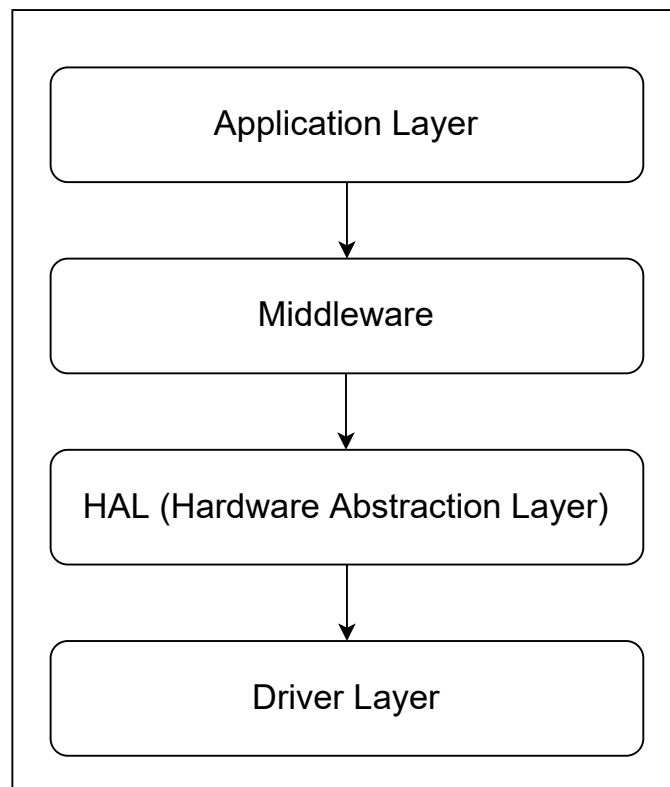 Application Layer
Middleware
HAL (Hardware Abstraction Layer)
Driver Layer